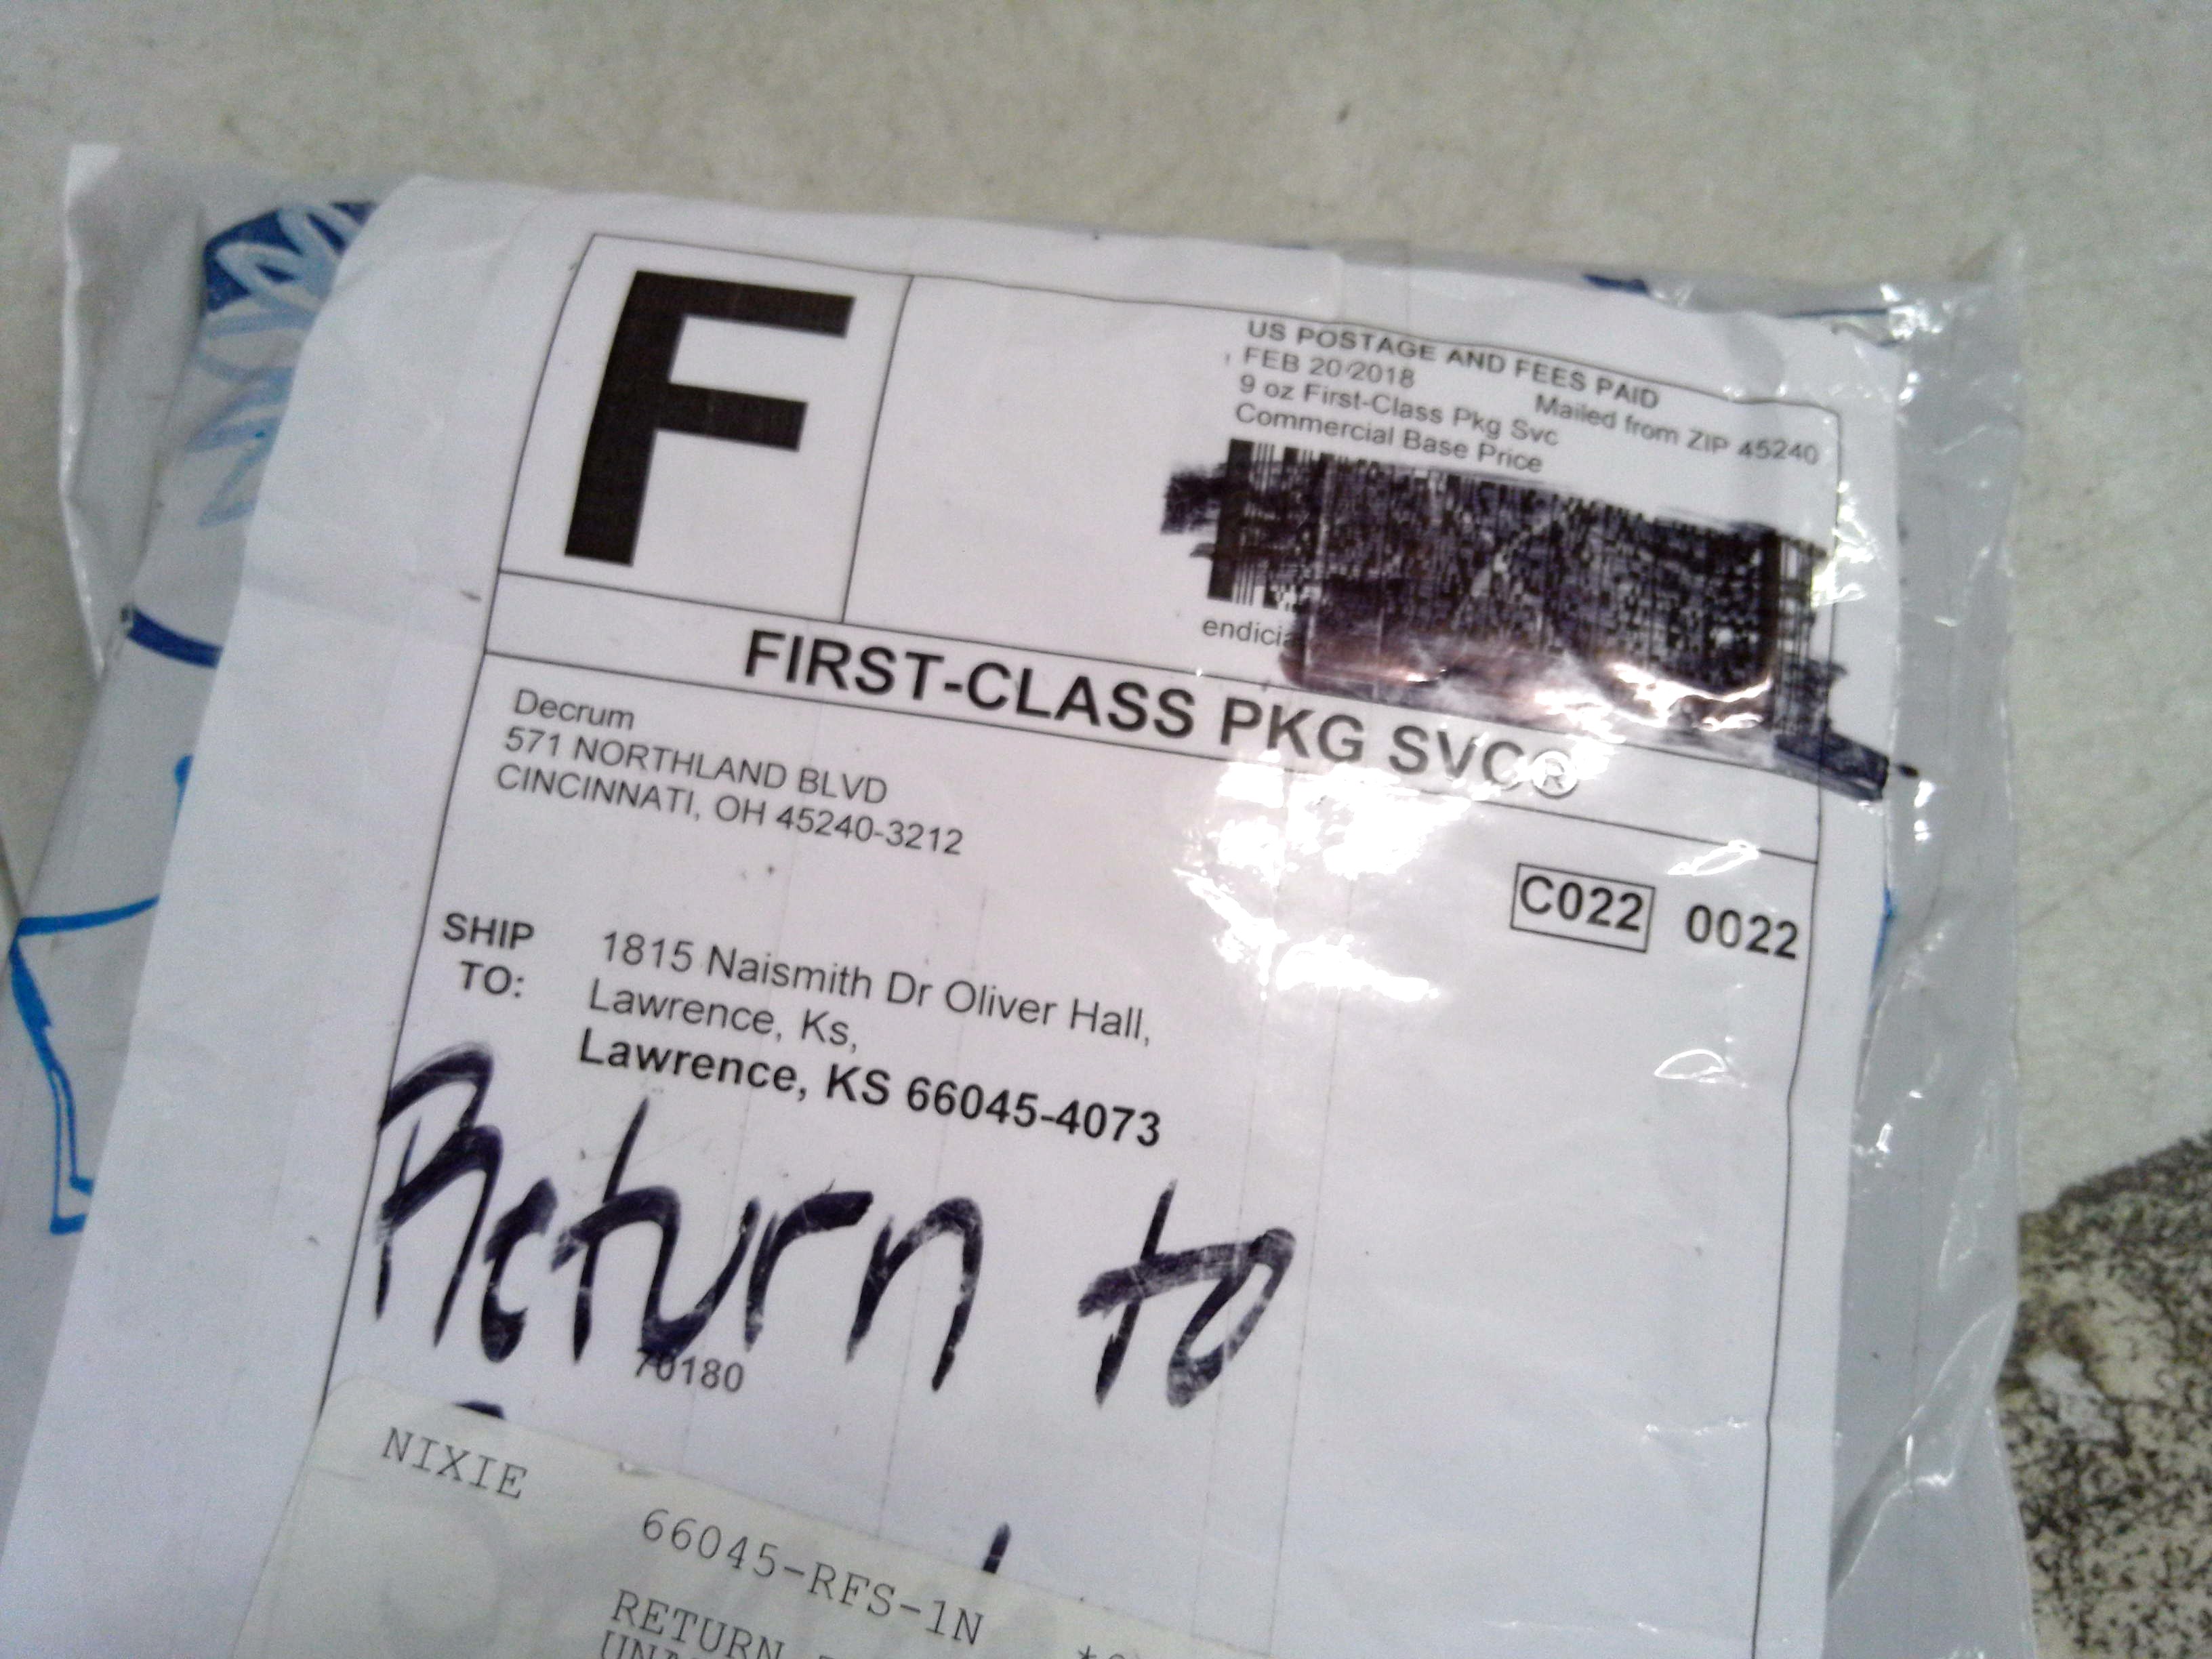 F
US POSTAGE AND FEES PAID
FEB 20 2018
Mailed from ZIP 45240
9 oz First-Class Pkg Svc
Commercial Base Price
endicia
FIRST-CLASS PKG SVC®
Decrum
571 NORTHLAND BLVD
CINCINNATI, OH 45240-3212
C022 0022
SHIP TO:
1815 Naismith Dr Oliver Hall,
Lawrence, Ks,
Lawrence, KS 66045-4073
Return to
70180
NIXIE
66045-RFS-1N
RETURN